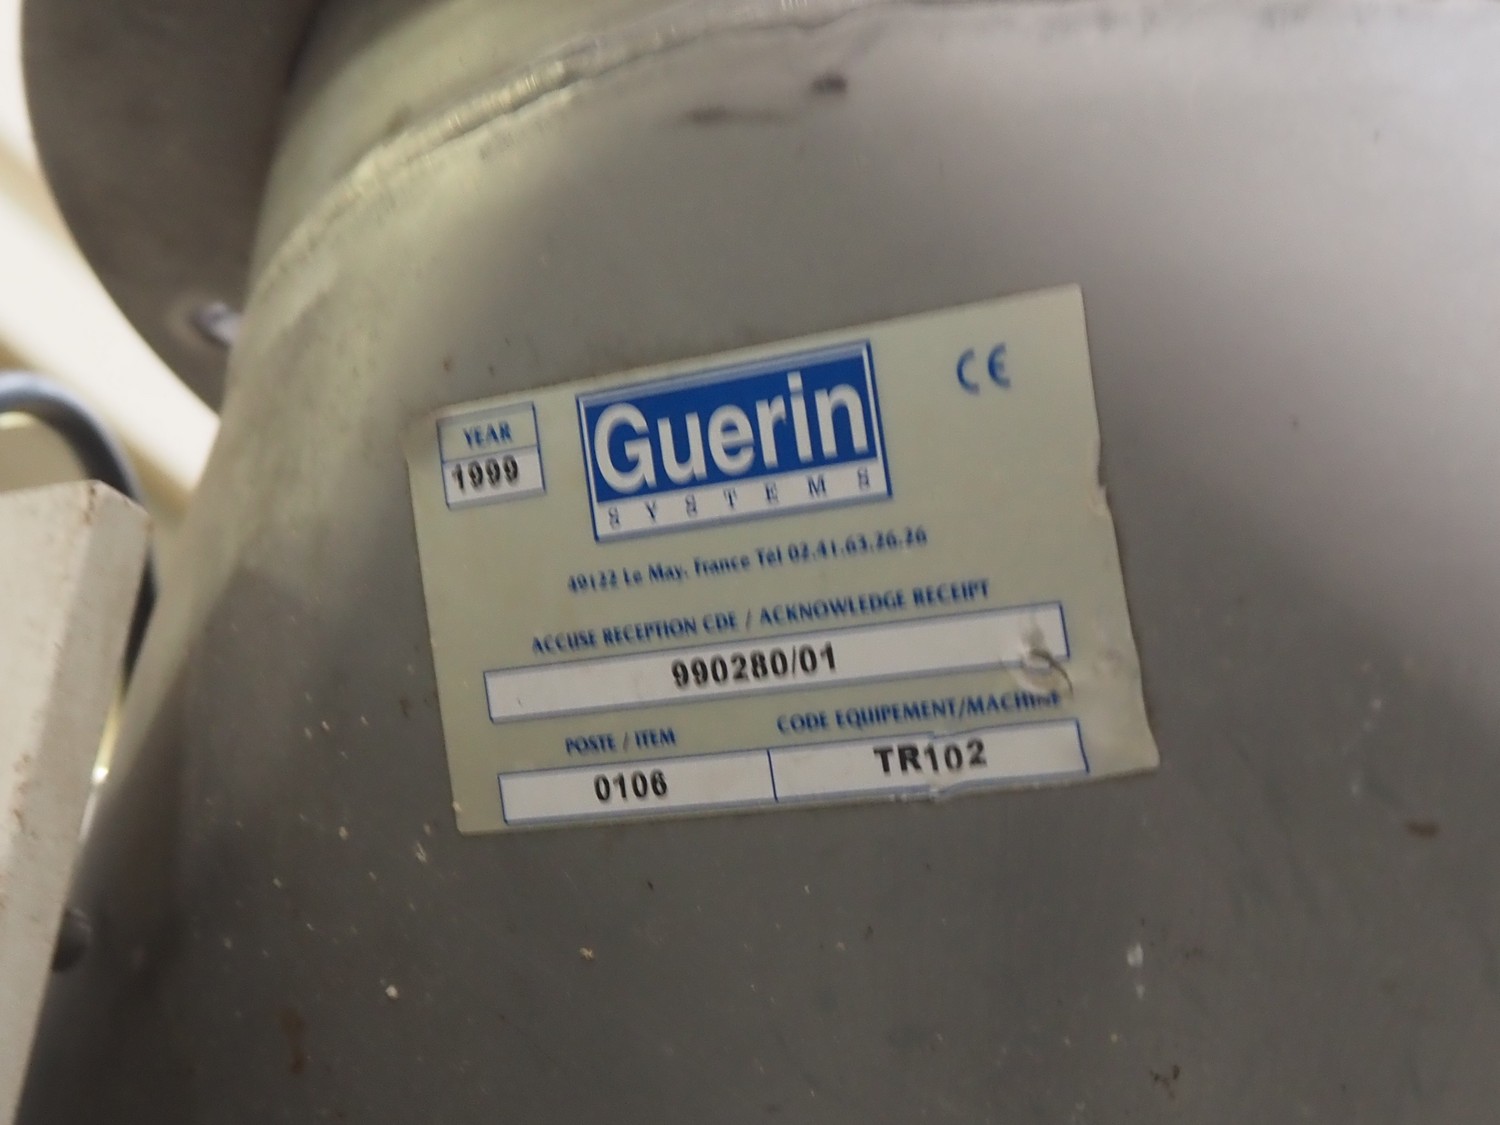 YEAR
1999
Guerin
SYSTEMS
CE
49122 Le May. France Tél 02.41.63.26.26
ACCUSE RECEPTION CDE / ACKNOWLEDGE RECEIPT
990280/01
POSTE / ITEM
CODE EQUIPEMENT/MACHINE
0106
TR102